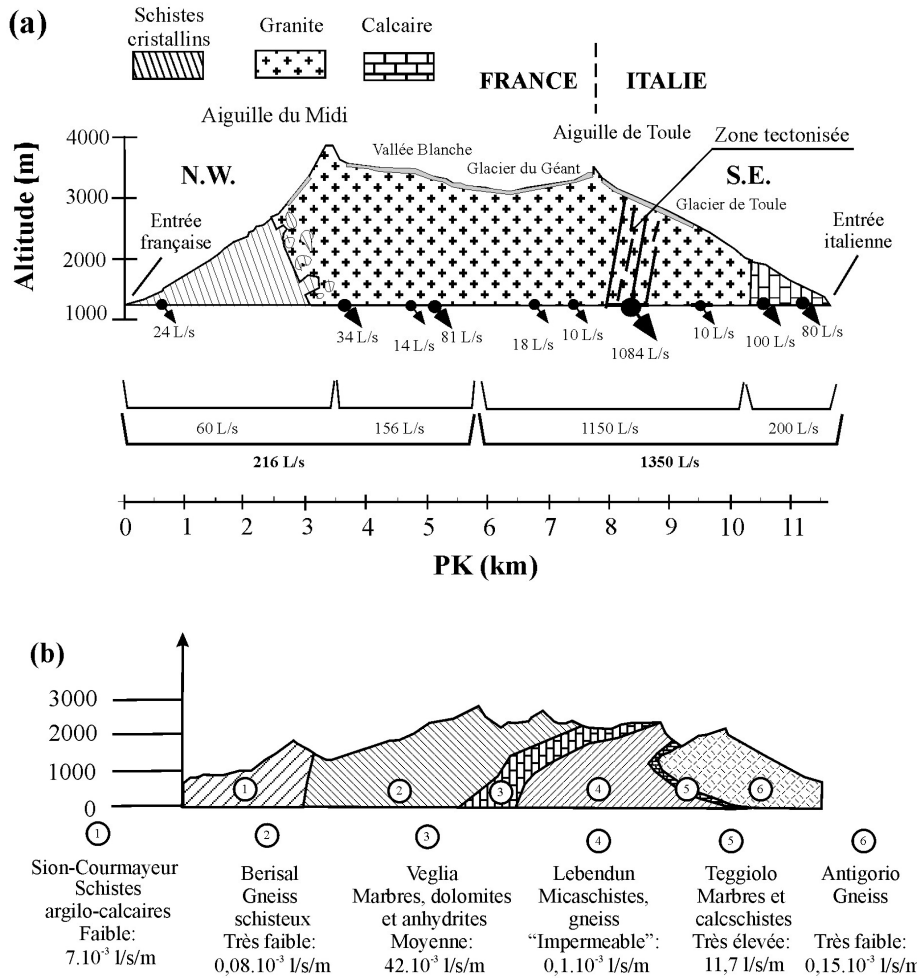 (a)
Schistes
cristallins
Granite
Calcaire
FRANCE
ITALIE
Aiguille du Midi
Aiguille de Toule
Zone tectonisée
4000
3000
2000
1000
Altitude (m)
N.W.
S.E.
Vallée Blanche
Glacier du Géant
Glacier de Toule
Entrée
française
Entrée
italienne
24 L/s
34 L/s
14 L/s
81 L/s
18 L/s
10 L/s
1084 L/s
10 L/s
100 L/s
80 L/s
60 L/s
156 L/s
1150 L/s
200 L/s
216 L/s
1350 L/s
0 1 2 3 4 5 6 7 8 9 10 11
PK (km)
(b)
3000
2000
1000
0
1 2 3 4 5 6
1
Sion-Courmayeur
Schistes
argilo-calcaires
Faible:
7.10⁻³ l/s/m
2
Berisal
Gneiss
schisteux
Très faible:
0,08.10⁻³ l/s/m
3
Veglia
Marbres, dolomites
et anhydrites
Moyenne:
42.10⁻³ l/s/m
4
Lebendun
Micaschistes,
gneiss
“Impermeable”:
0,1.10⁻³ l/s/m
5
Teggiolo
Marbres et
calcschistes
Très élevée:
11,7 l/s/m
6
Antigorio
Gneiss
Très faible:
0,15.10⁻³ l/s/m